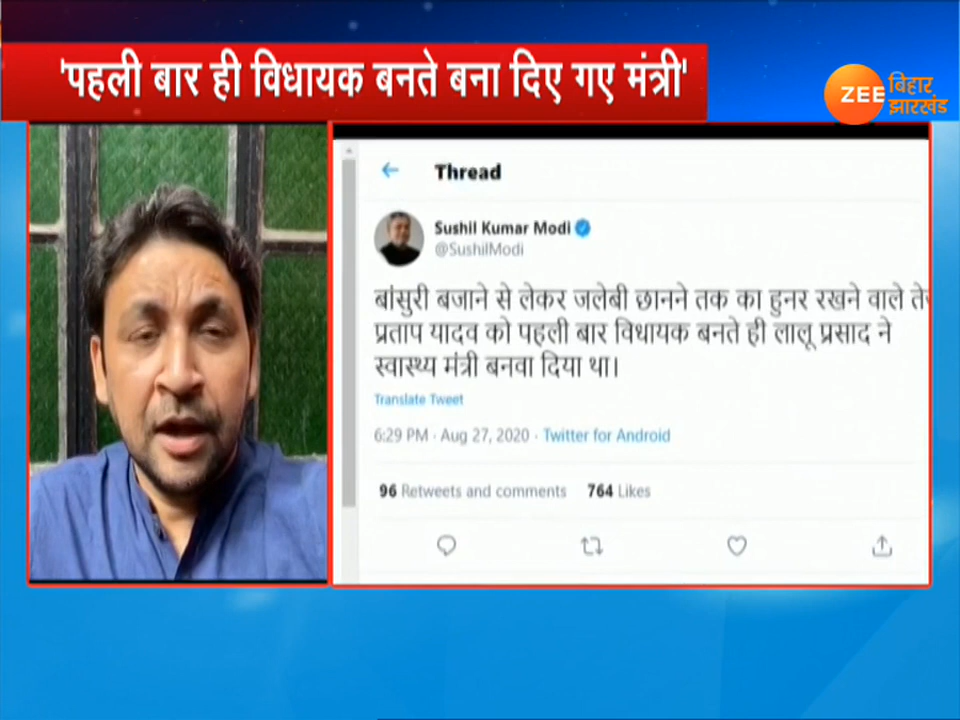 'पहली बार ही विधायक बनते बना दिए गए मंत्री'
ZEE बिहार झारखंड
Thread
Sushil Kumar Modi
@SushilModi
बांसुरी बजाने से लेकर जलेबी छानने तक का हुनर रखने वाले
प्रताप यादव को पहली बार विधायक बनते ही लालू प्रसाद ने
स्वास्थ्य मंत्री बनवा दिया था।
Translate Tweet
6:29 PM · Aug 27, 2020 · Twitter for Android
96 Retweets and comments 764 Likes